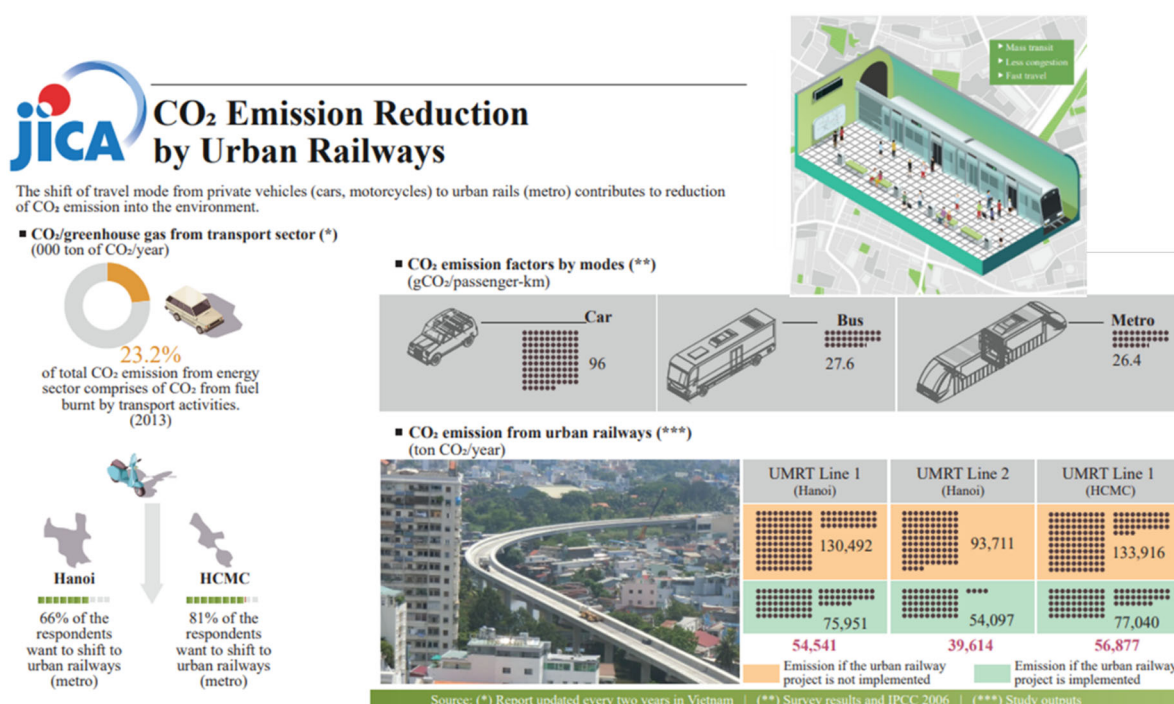 ▶ Mass transit
▶ Less congestion
▶ Fast travel
JICA
CO₂ Emission Reduction
by Urban Railways
The shift of travel mode from private vehicles (cars, motorcycles) to urban rails (metro) contributes to reduction
of CO₂ emission into the environment.
■ CO₂/greenhouse gas from transport sector (*)
(000 ton of CO₂/year)
23.2%
of total CO₂ emission from energy
sector comprises of CO₂ from fuel
burnt by transport activities.
(2013)
Hanoi
66% of the
respondents
want to shift to
urban railways
(metro)
HCMC
81% of the
respondents
want to shift to
urban railways
(metro)
■ CO₂ emission factors by modes (**)
(gCO₂/passenger-km)
Car
96
Bus
27.6
Metro
26.4
■ CO₂ emission from urban railways (***)
(ton CO₂/year)
UMRT Line 1
(Hanoi)
UMRT Line 2
(Hanoi)
UMRT Line 1
(HCMC)
130,492
93,711
133,916
75,951
54,097
77,040
54,541
39,614
56,877
Emission if the urban railway
project is not implemented
Emission if the urban railway
project is implemented
Source: (*) Report updated every two years in Vietnam | (**) Survey results and IPCC 2006 | (***) Study outputs